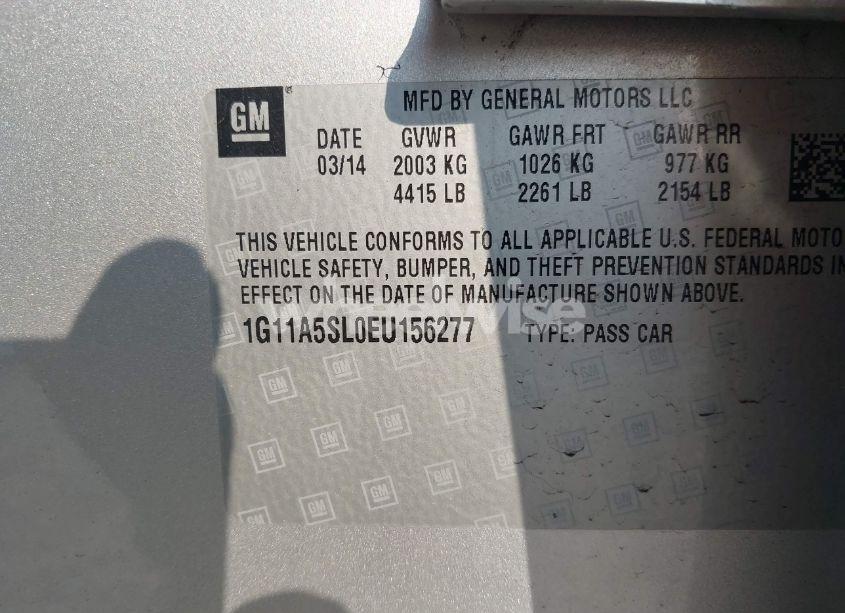 GM
MFD BY GENERAL MOTORS LLC
DATE GVWR GAWR FRT GAWR RR
03/14 2003 KG 1026 KG 977 KG
4415 LB 2261 LB 2154 LB
THIS VEHICLE CONFORMS TO ALL APPLICABLE U.S. FEDERAL MOTO
VEHICLE SAFETY, BUMPER, AND THEFT PREVENTION STANDARDS IN
EFFECT ON THE DATE OF MANUFACTURE SHOWN ABOVE.
1G11A5SL0EU156277 TYPE: PASS CAR